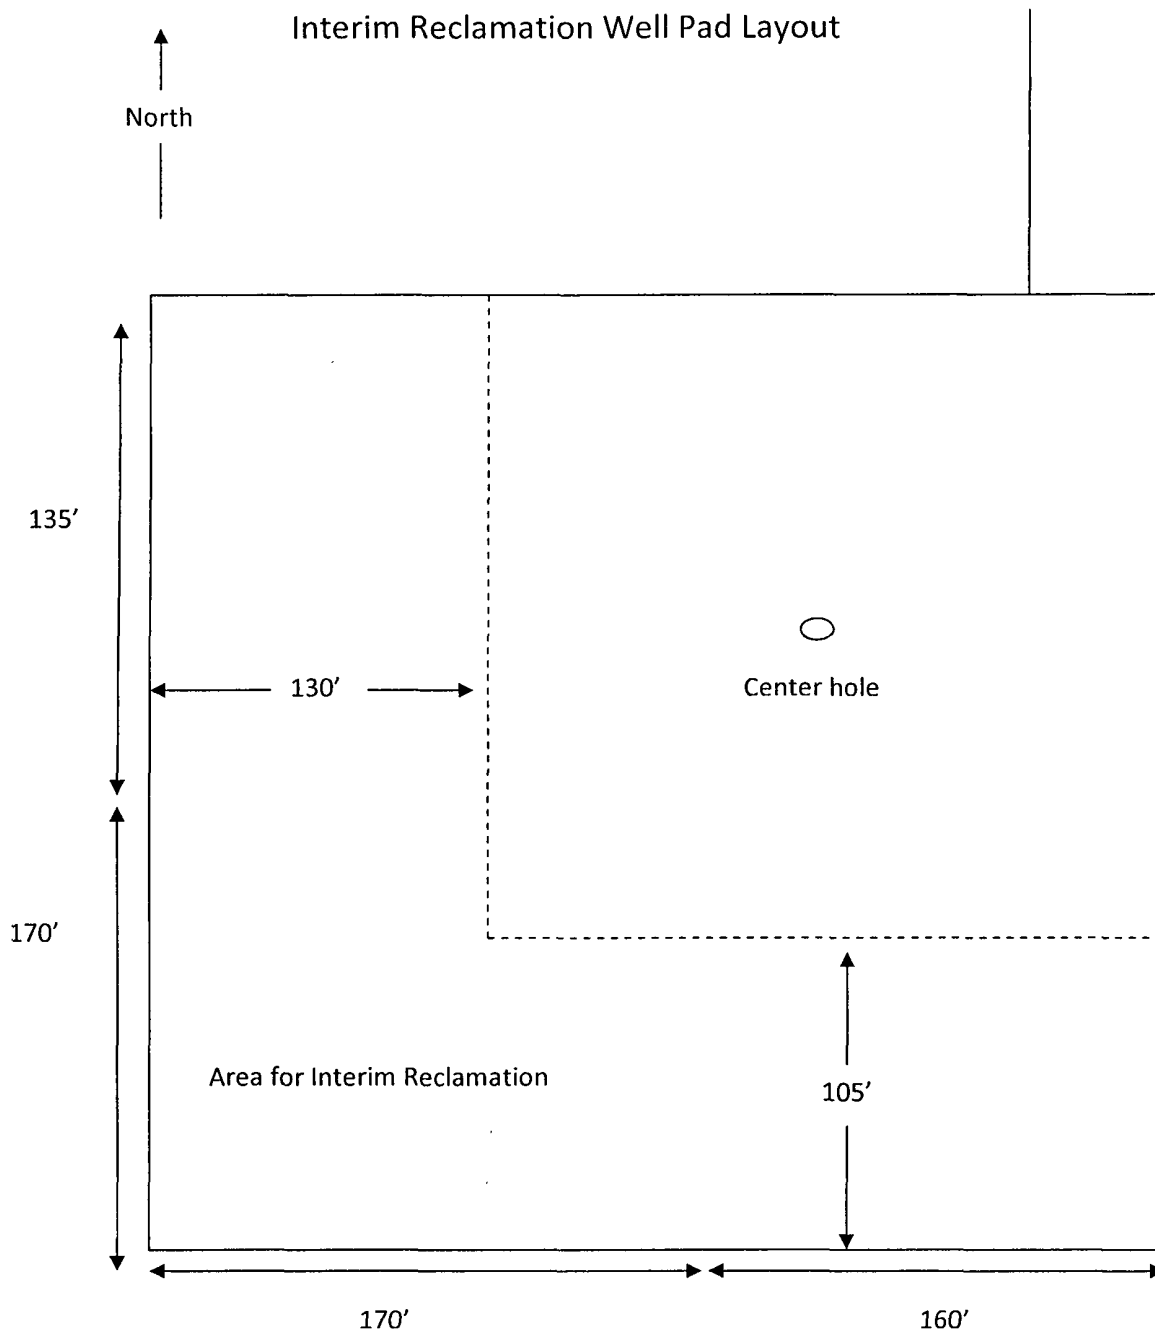 Interim Reclamation Well Pad Layout
North
135’
130’
Center hole
170’
Area for Interim Reclamation
105’
170’
160’